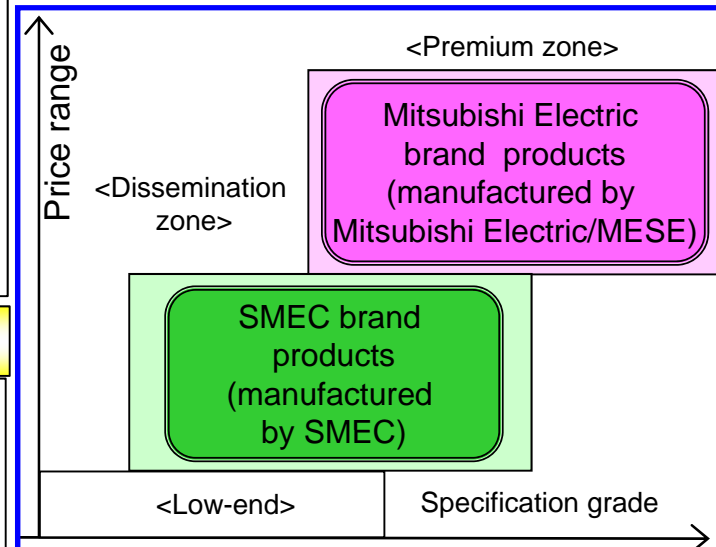 Price range
<Premium zone>
Mitsubishi Electric
brand products
(manufactured by
Mitsubishi Electric/MESE)
<Dissemination
zone>
SMEC brand
products
(manufactured
by SMEC)
<Low-end>
Specification grade